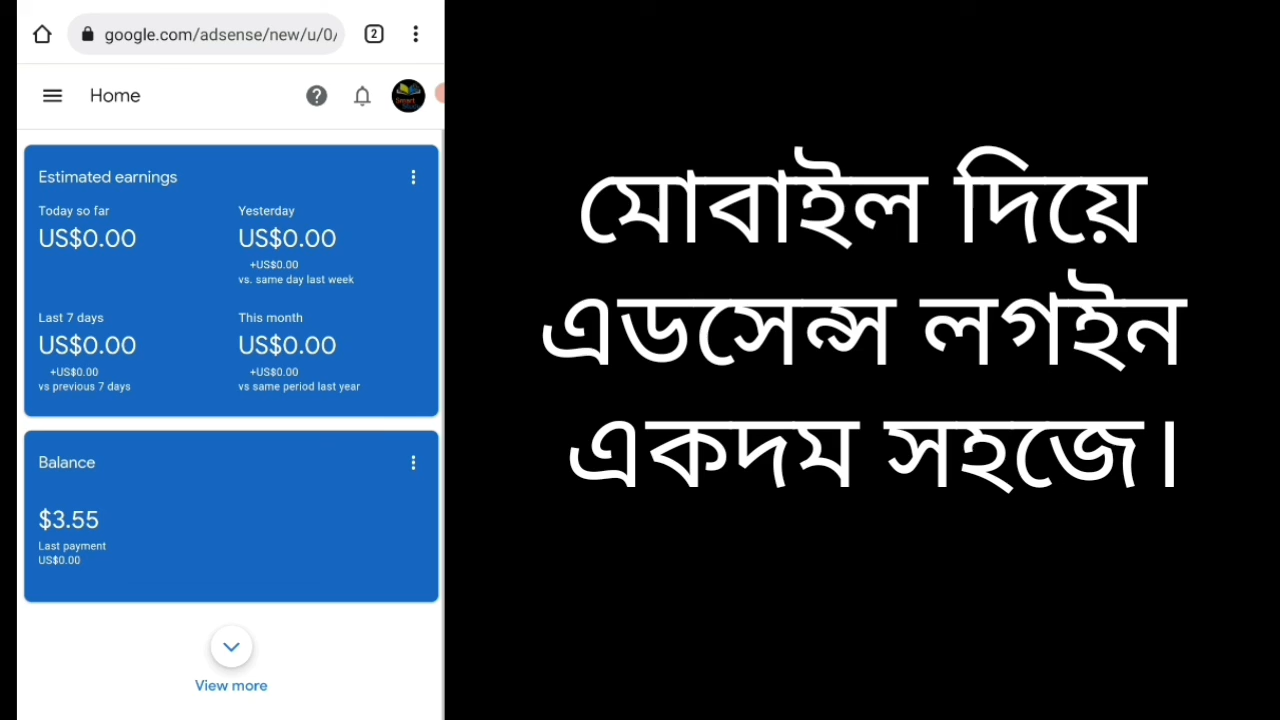 google.com/adsense/new/u/0/
2
Home
Estimated earnings
Today so far
US$0.00
Yesterday
US$0.00
+US$0.00
vs. same day last week
Last 7 days
US$0.00
+US$0.00
vs previous 7 days
This month
US$0.00
+US$0.00
vs same period last year
Balance
$3.55
Last payment
US$0.00
View more
মোবাইল দিয়ে
এডসেন্স লগইন
একদম সহজে।